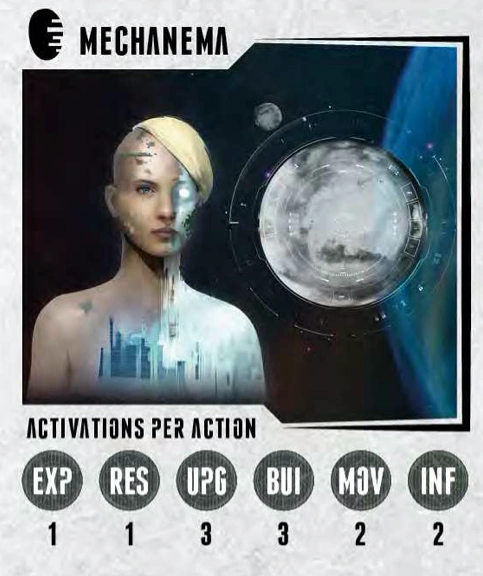 MECHANEMA
ACTIVATIONS PER ACTION
EXP RES UPG BUI MOV INF
1 1 3 3 2 2